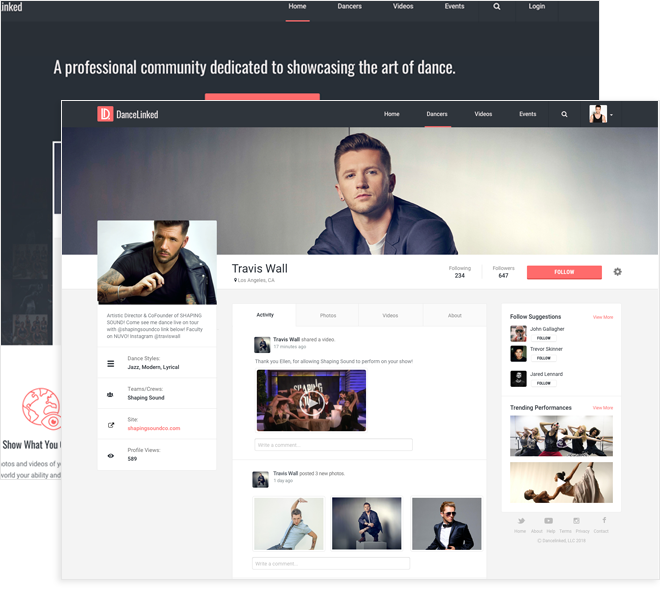 inked
Home Dancers Videos Events Login
A professional community dedicated to showcasing the art of dance.
DanceLinked
Home Dancers Videos Events
Travis Wall
Los Angeles, CA
Following
234
Followers
647
FOLLOW
Artistic Director & CoFounder of SHAPING
SOUND! Come see me dance live on tour
with @shapingsoundco link below! Faculty
on NUVO! Instagram @traviswall
Dance Styles:
Jazz, Modern, Lyrical
Teams/Crews:
Shaping Sound
Site:
shapingsoundco.com
Profile Views:
589
Activity Photos Videos About
Travis Wall shared a video.
17 minutes ago
Thank you Ellen, for allowing Shaping Sound to perform on your show!
Write a comment...
Travis Wall posted 3 new photos.
1 day ago
Write a comment...
Follow Suggestions View More
John Gallagher
FOLLOW
Trevor Skinner
FOLLOW
Jared Lennard
FOLLOW
Trending Performances View More
Home About Help Terms Privacy Contact
© DanceLinked, LLC 2015
Show What You
otos and videos of y
world your ability and